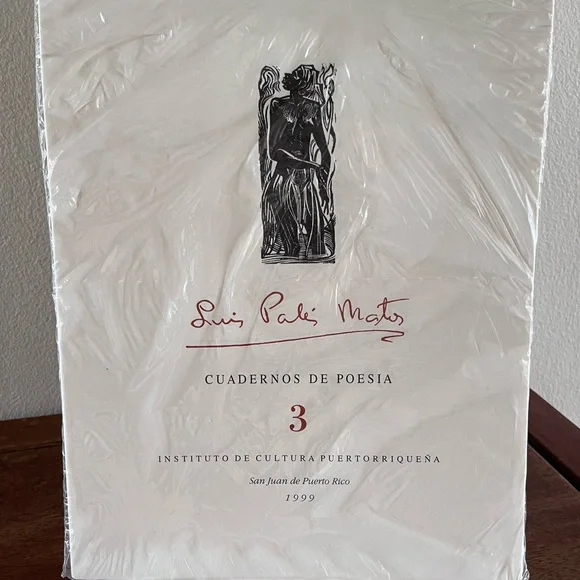 Luis Palés Matos
CUADERNOS DE POESIA
3
INSTITUTO DE CULTURA PUERTORRIQUEÑA
San Juan de Puerto Rico
1999